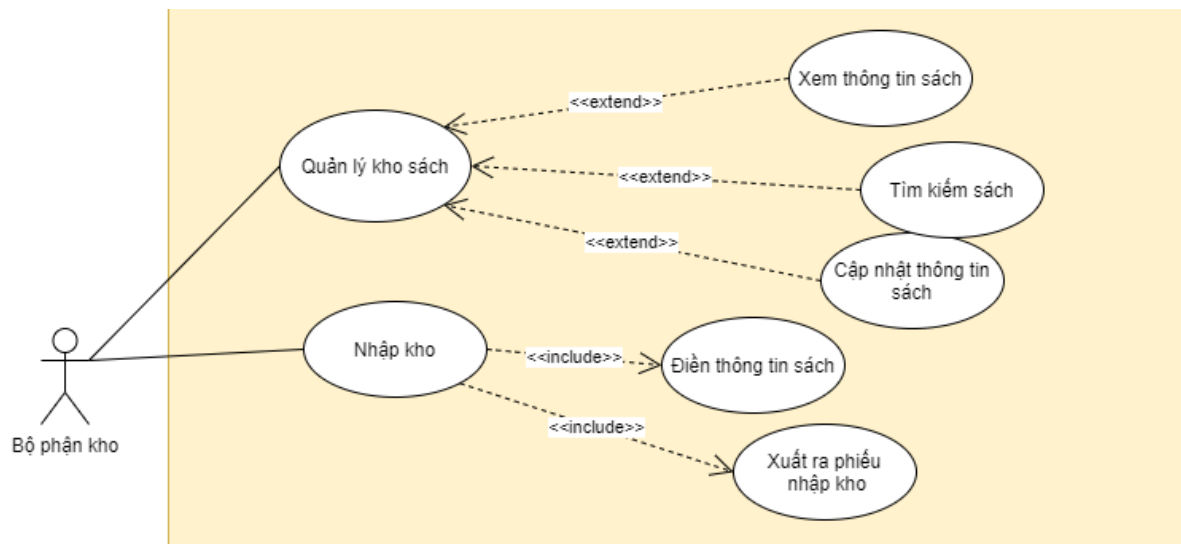 Xem thông tin sách
<<extend>>
Quản lý kho sách
<<extend>>
Tìm kiếm sách
<<extend>>
Cập nhật thông tin
sách
Nhập kho
<<include>>
Điền thông tin sách
<<include>>
Bộ phận kho
Xuất ra phiếu
nhập kho